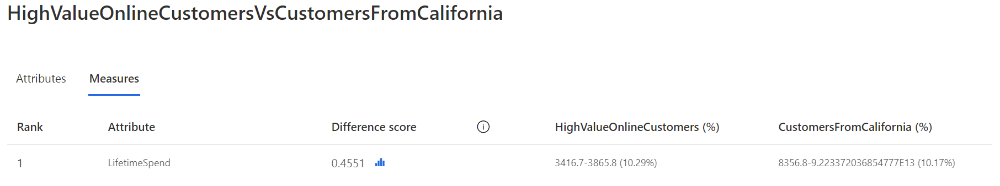 HighValueOnlineCustomersVsCustomersFromCalifornia
Attributes Measures
Rank Attribute Difference score HighValueOnlineCustomers (%) CustomersFromCalifornia (%)
1 LifetimeSpend 0.4551 3416.7-3865.8 (10.29%) 8356.8-9.223372036854777E13 (10.17%)